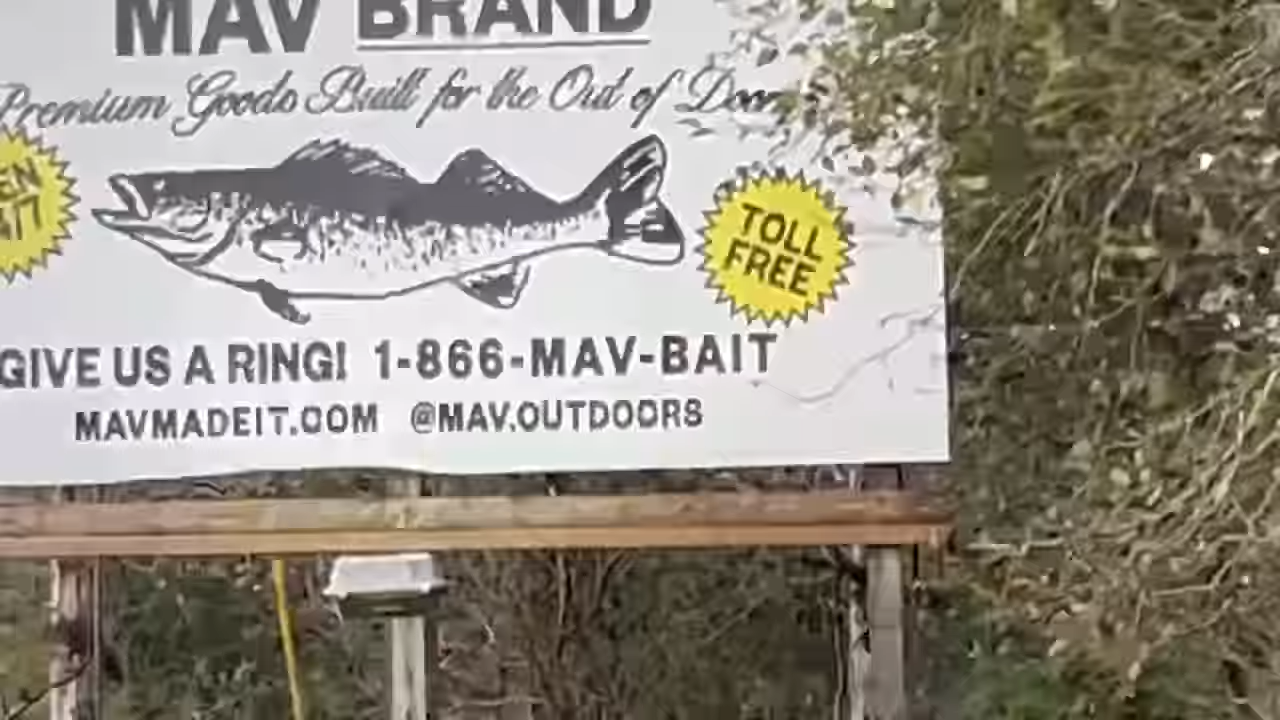 MAV BRAND
Premium Goods Built for the Out of Doors
TOLL
FREE
GIVE US A RING! 1-866-MAV-BAIT
MAVMADEIT.COM @MAV.OUTDOORS